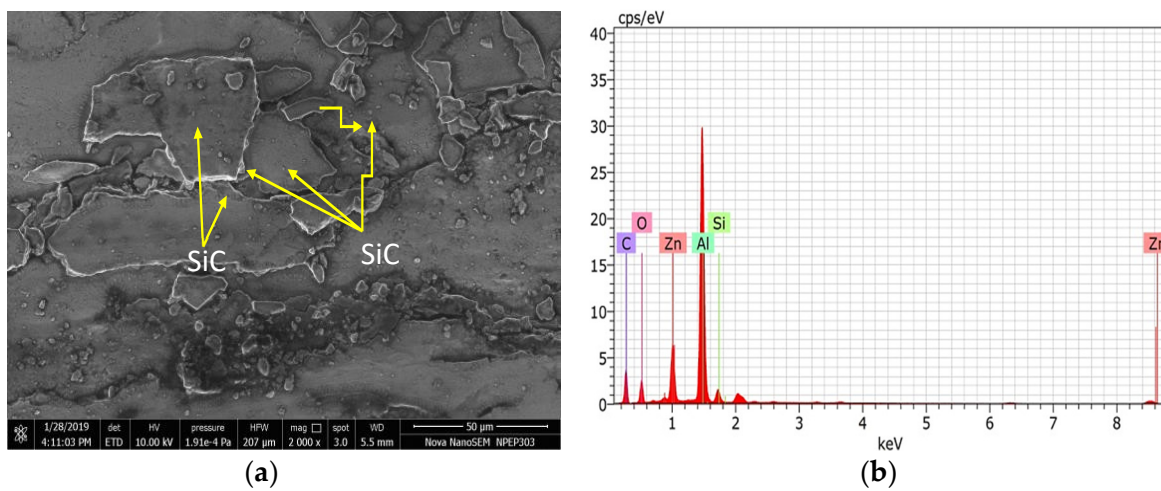 SiC
SiC
1/28/2019
4:11:03 PM
det
ETD
HV
10.00 kV
pressure
1.91e-4 Pa
HFW
207 µm
mag
2 000 x
spot
3.0
WD
5.5 mm
50 µm
Nova NanoSEM NPEP303
(a)
cps/eV
40
35
30
25
20
15
10
5
0
C
O
Zn
Al
Si
Zn
1
2
3
4
5
6
7
8
keV
(b)